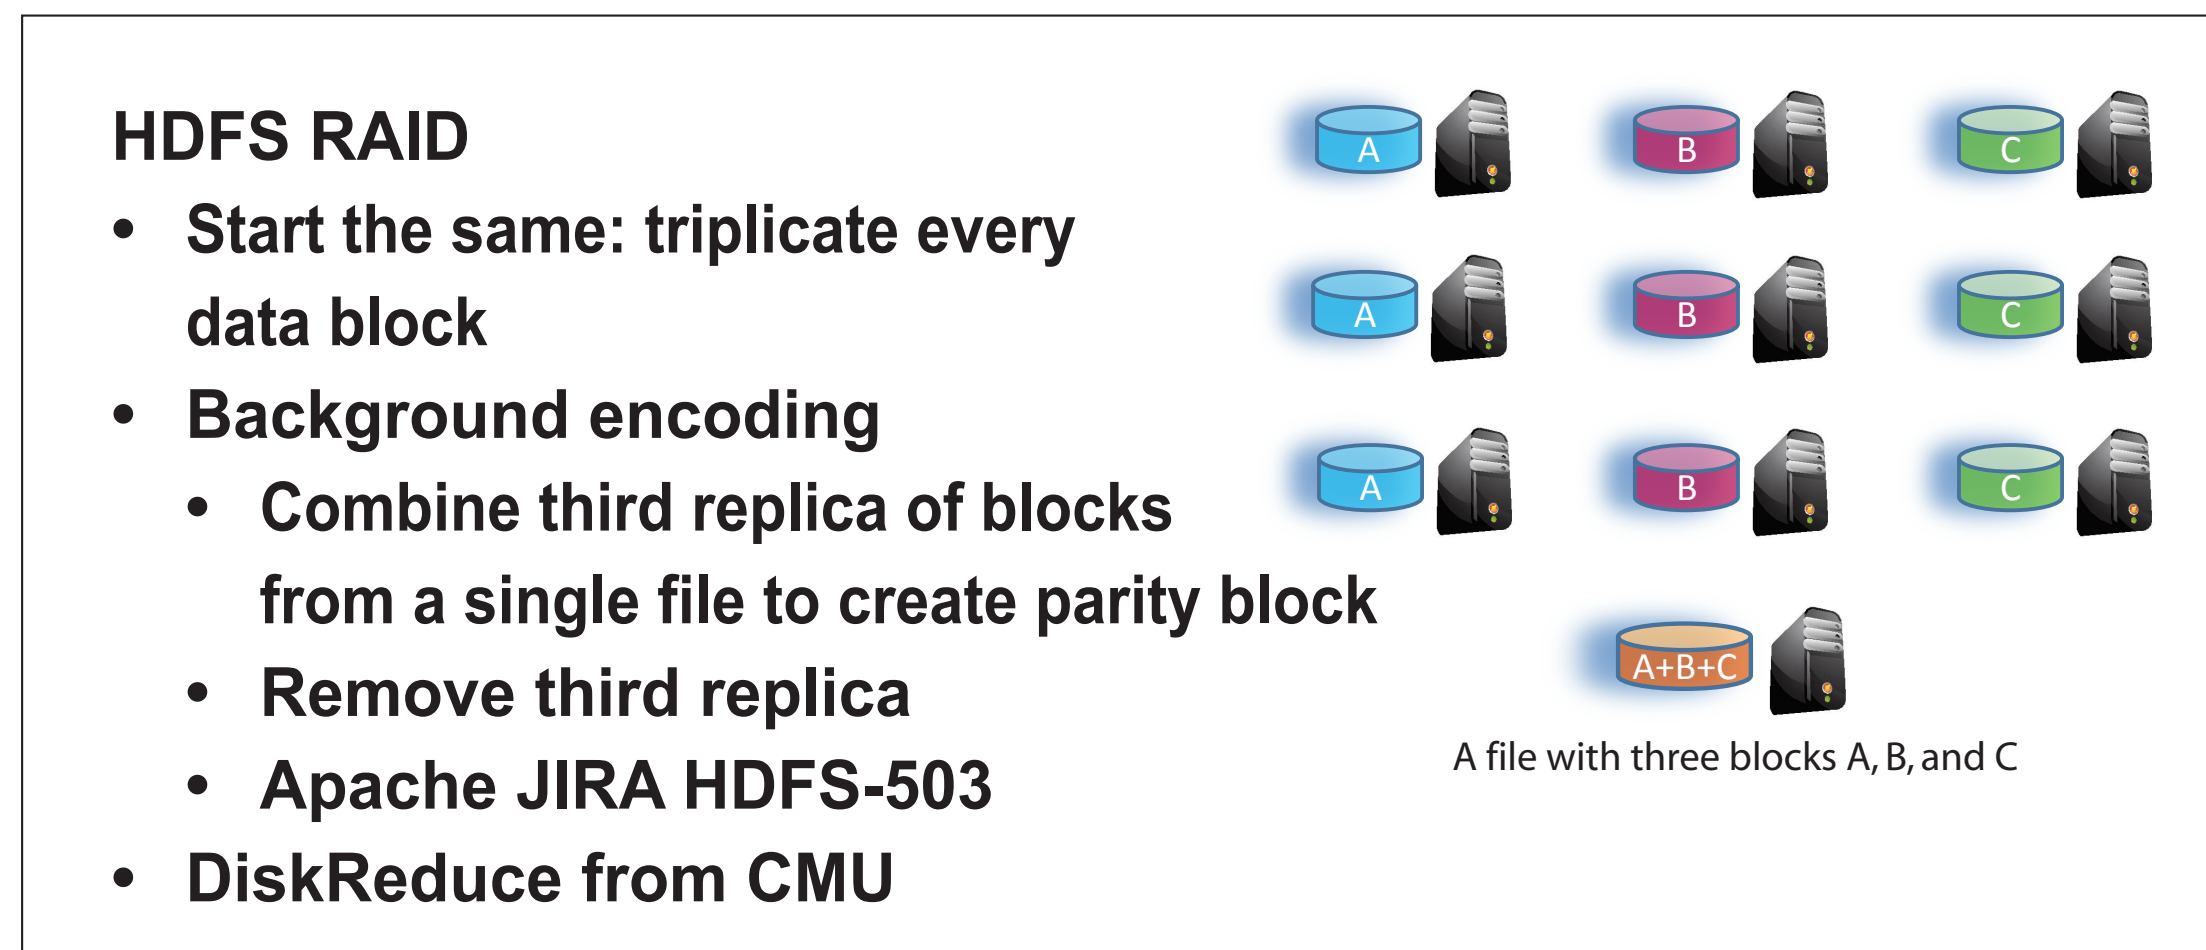 HDFS RAID
• Start the same: triplicate every
data block
• Background encoding
• Combine third replica of blocks
from a single file to create parity block
• Remove third replica
• Apache JIRA HDFS-503
• DiskReduce from CMU
A B C
A B C
A B C
A+B+C
A file with three blocks A, B, and C